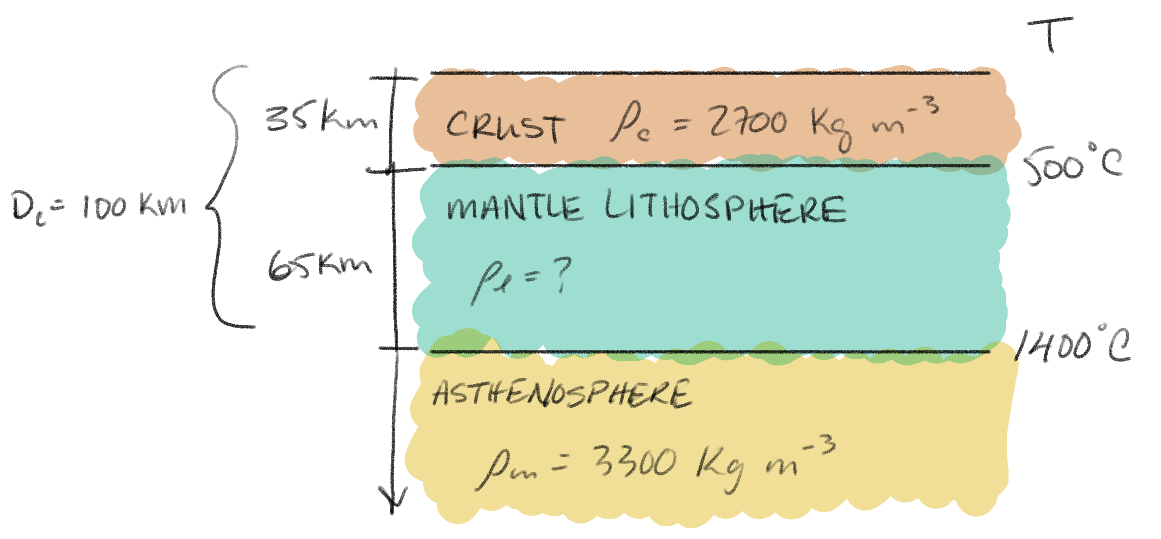 T
35km
CRUST ρc = 2700 Kg m⁻³
500°C
DL = 100 Km
MANTLE LITHOSPHERE
65km
ρℓ = ?
1400°C
ASTHENOSPHERE
ρm = 3300 Kg m⁻³